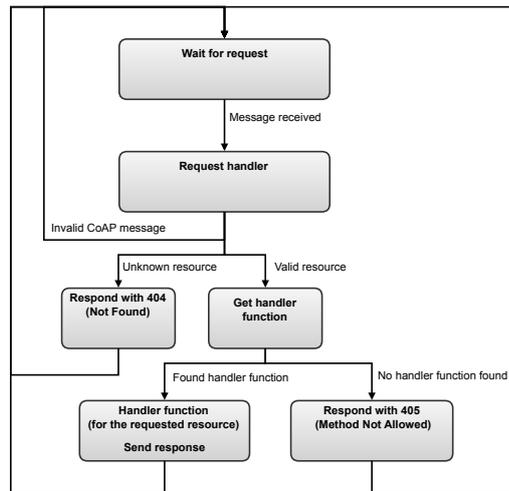 Wait for request
Message received
Request handler
Invalid CoAP message
Unknown resource
Valid resource
Respond with 404
(Not Found)
Get handler
function
Found handler function
No handler function found
Handler function
(for the requested resource)
Send response
Respond with 405
(Method Not Allowed)